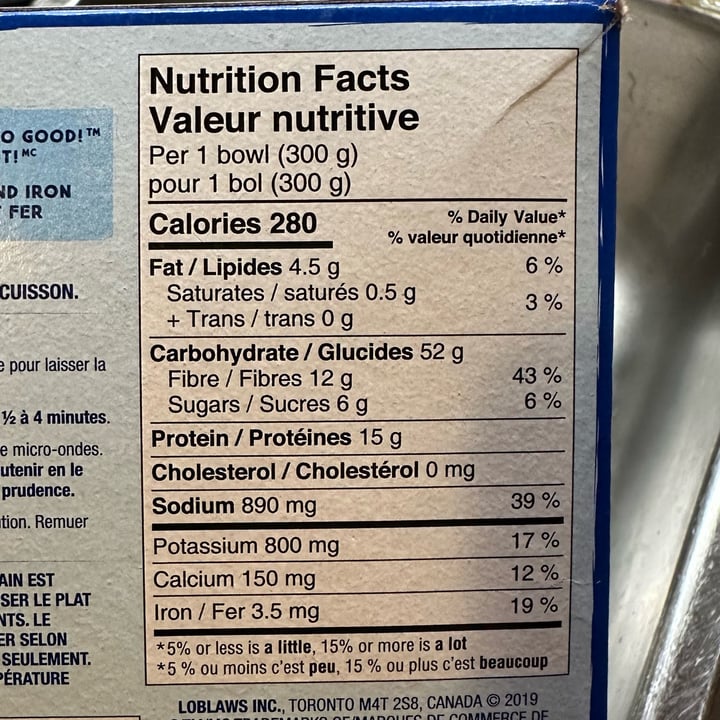 O GOOD!™
T! MC
ND IRON
FER
CUISSON.
e pour laisser la
½ à 4 minutes.
e micro-ondes.
utenir en le
prudence.
tion. Remuer
AIN EST
SER LE PLAT
NTS. LE
ER SELON
SEULEMENT.
PÉRATURE
Nutrition Facts
Valeur nutritive
Per 1 bowl (300 g)
pour 1 bol (300 g)
Calories 280
% Daily Value*
% valeur quotidienne*
Fat / Lipides 4.5 g 6 %
Saturates / saturés 0.5 g
+ Trans / trans 0 g 3 %
Carbohydrate / Glucides 52 g
Fibre / Fibres 12 g 43 %
Sugars / Sucres 6 g 6 %
Protein / Protéines 15 g
Cholesterol / Cholestérol 0 mg
Sodium 890 mg 39 %
Potassium 800 mg 17 %
Calcium 150 mg 12 %
Iron / Fer 3.5 mg 19 %
*5% or less is a little, 15% or more is a lot
*5 % ou moins c'est peu, 15 % ou plus c'est beaucoup
LOBLAWS INC., TORONTO M4T 2S8, CANADA © 2019
TRADEMARKS OF/MARQUES DE COMMERCE DE